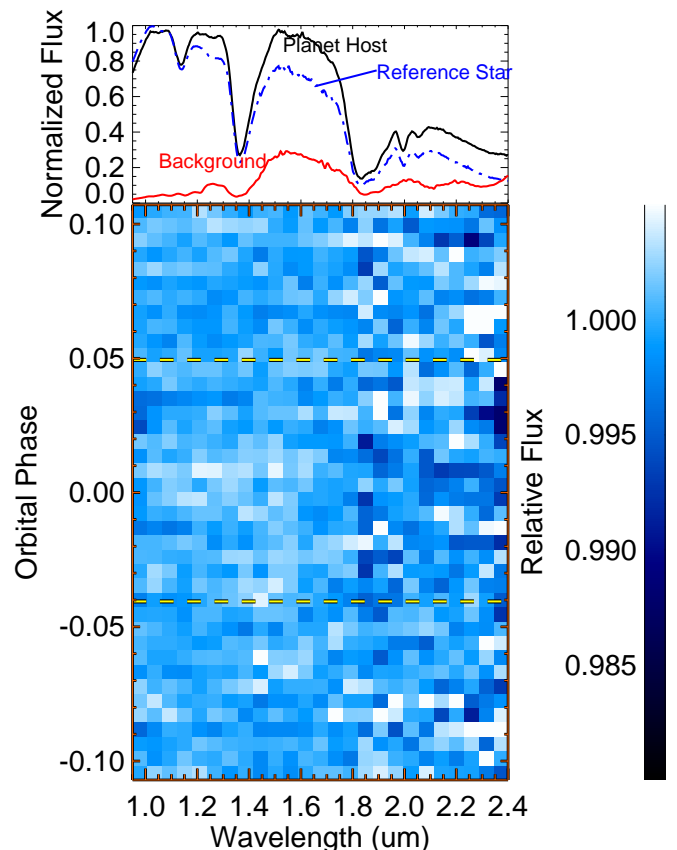 Normalized Flux
1.0
0.8
0.6
0.4
0.2
0.0
Planet Host
Reference Star
Background
Orbital Phase
0.10
0.05
0.00
-0.05
-0.10
1.0 1.2 1.4 1.6 1.8 2.0 2.2 2.4
Wavelength (um)
Relative Flux
1.000
0.995
0.990
0.985